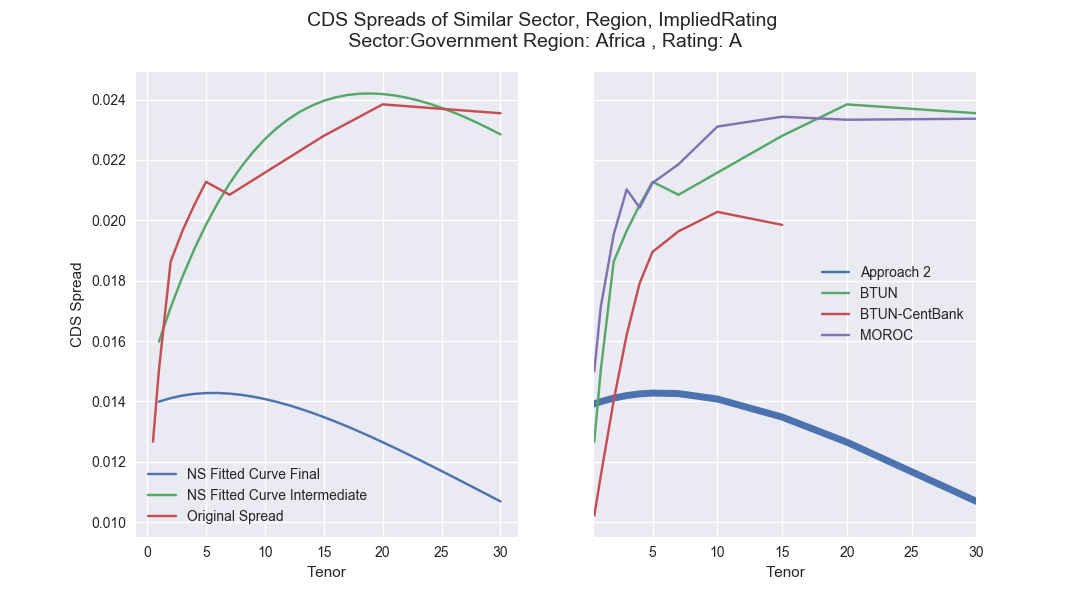 CDS Spreads of Similar Sector, Region, ImpliedRating
Sector:Government Region: Africa , Rating: A
CDS Spread
0.024
0.022
0.020
0.018
0.016
0.014
0.012
0.010
NS Fitted Curve Final
NS Fitted Curve Intermediate
Original Spread
0 5 10 15 20 25 30
Tenor
Approach 2
BTUN
BTUN-CentBank
MOROC
5 10 15 20 25 30
Tenor